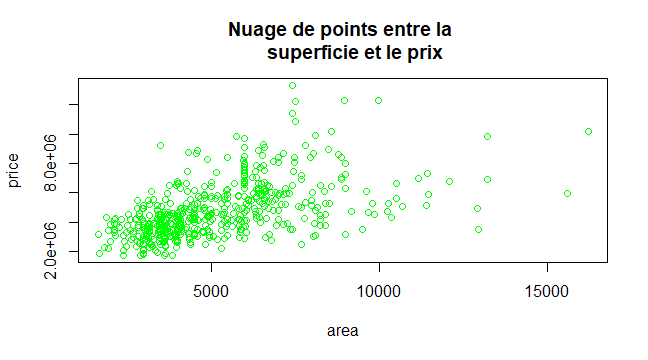 Nuage de points entre la
superficie et le prix
price
2.0e+06
8.0e+06
5000
10000
15000
area